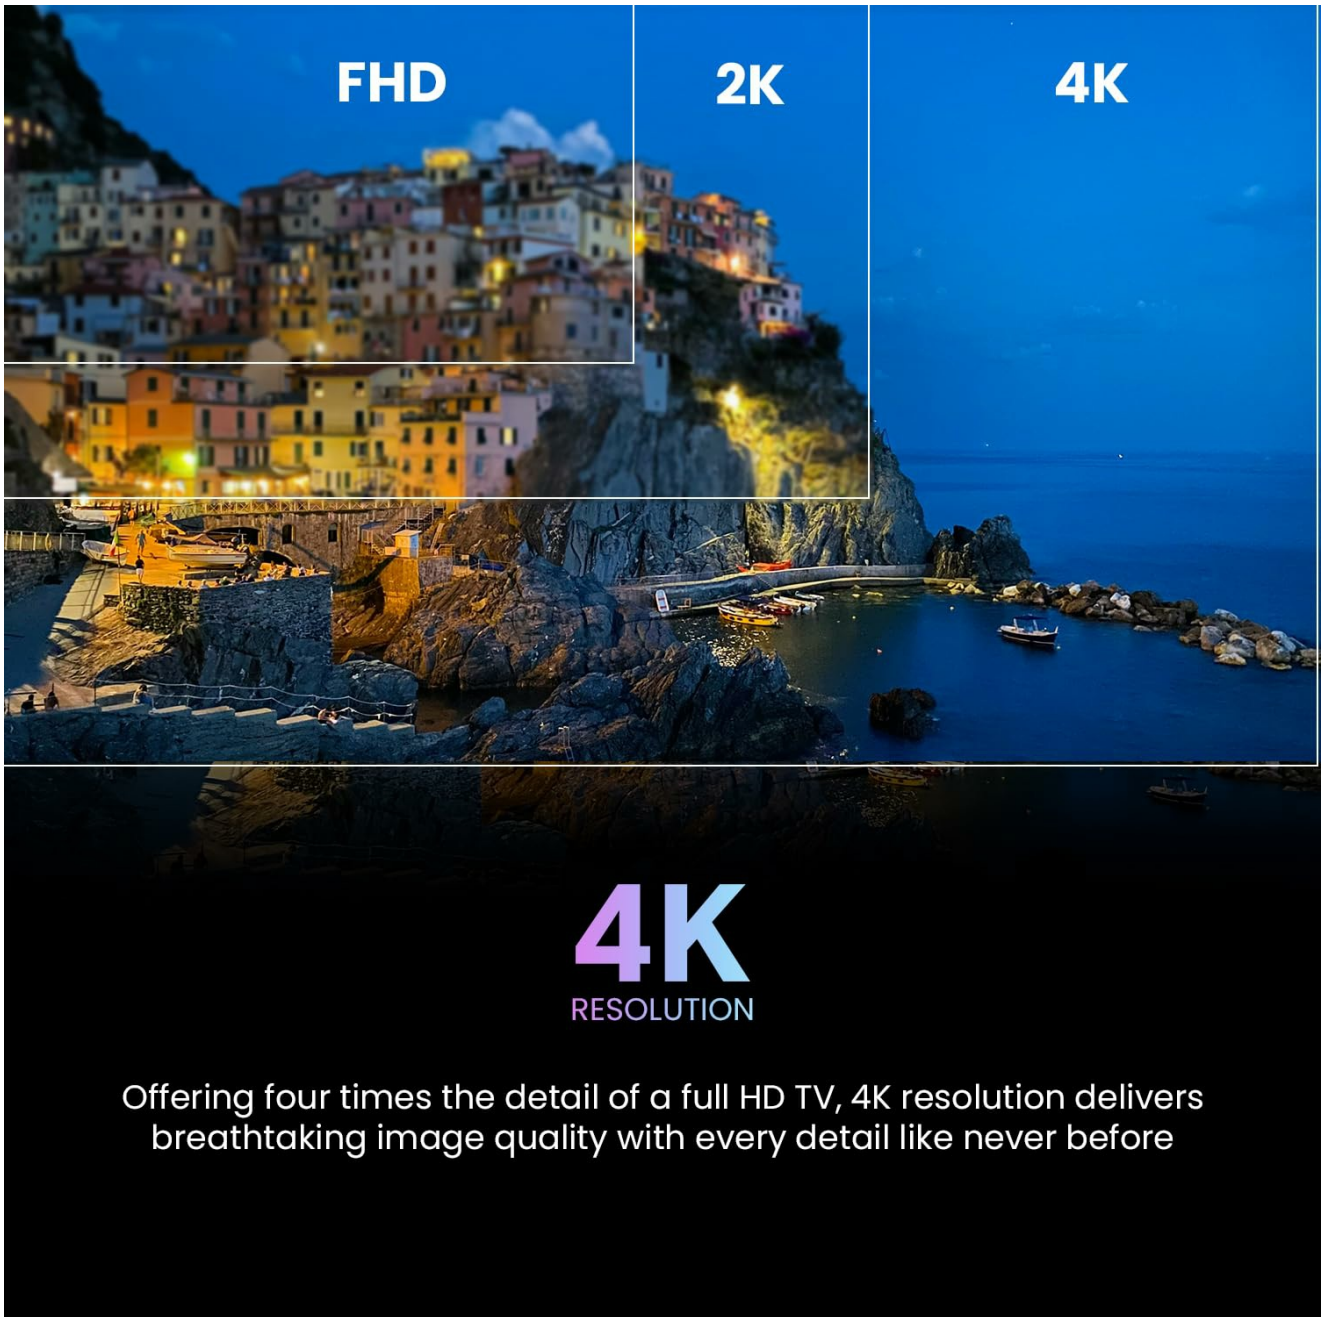 FHD
2K
4K
4K
RESOLUTION
Offering four times the detail of a full HD TV, 4K resolution delivers
breathtaking image quality with every detail like never before